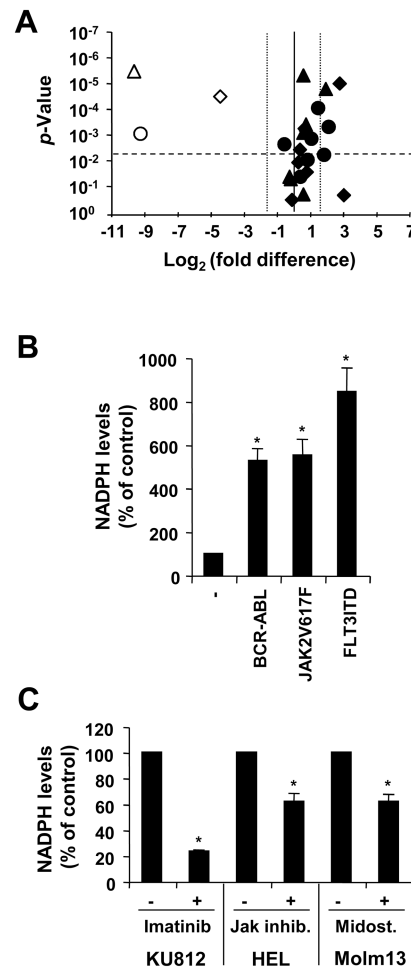 A
p-Value
10-7
10-6
10-5
10-4
10-3
10-2
10-1
100
-11 -9 -7 -5 -3 -1 1 3 5 7
Log2 (fold difference)
B
NADPH levels
(% of control)
1000
800
600
400
200
0
* * *
- BCR-ABL JAK2V617F FLT3ITD
C
NADPH levels
(% of control)
120
100
80
60
40
20
0
* * *
- + - + - +
Imatinib Jak inhib. Midost.
KU812 HEL Molm13